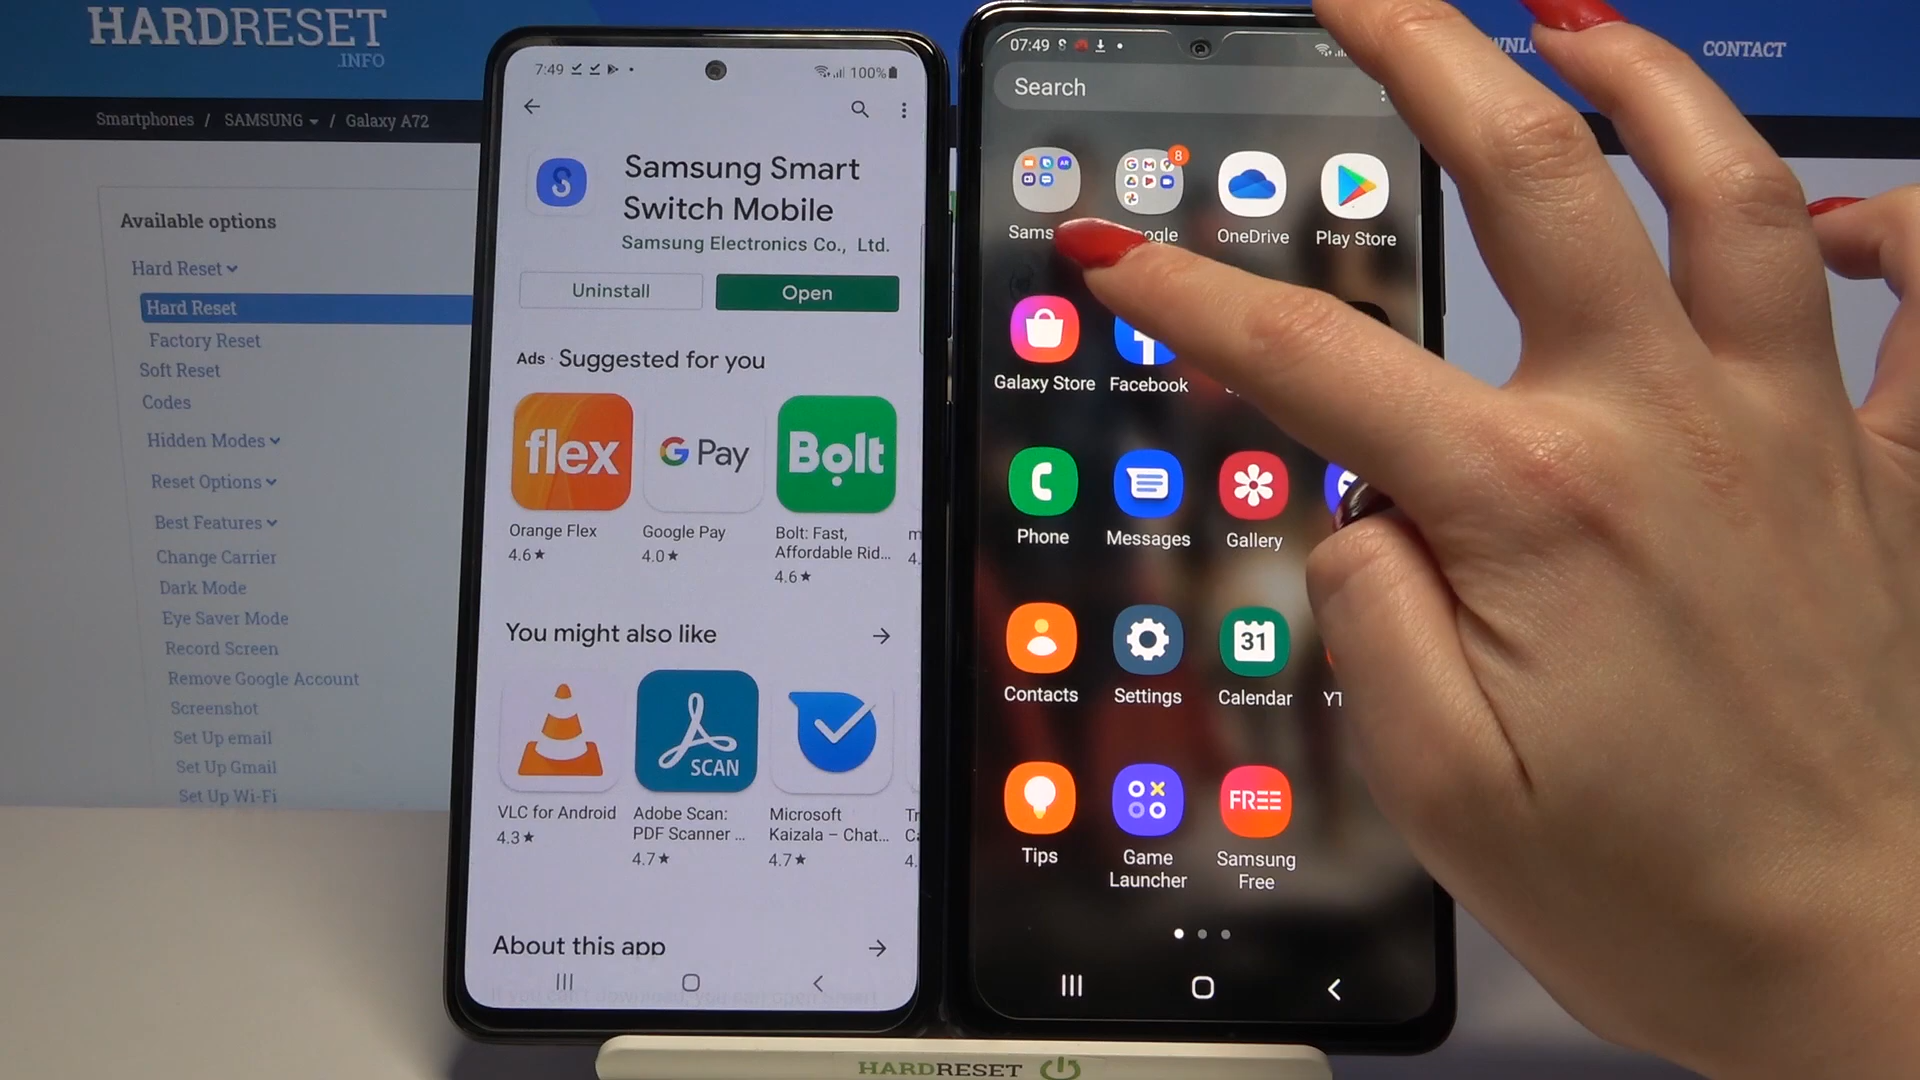 HARDRESET
.INFO
CONTACT
Smartphones / SAMSUNG / Galaxy A72
Available options
Hard Reset
Hard Reset
Factory Reset
Soft Reset
Codes
Hidden Modes
Reset Options
Best Features
Change Carrier
Dark Mode
Eye Saver Mode
Record Screen
Remove Google Account
Screenshot
Set Up email
Set Up Gmail
Set Up Wi-Fi
7:49
100%
Samsung Smart
Switch Mobile
Samsung Electronics Co., Ltd.
Uninstall
Open
Ads · Suggested for you
flex
G Pay
Bolt
Orange Flex
4.6★
Google Pay
4.0★
Bolt: Fast,
Affordable Rid...
4.6★
You might also like
SCAN
VLC for Android
4.3★
Adobe Scan:
PDF Scanner ...
4.7★
Microsoft
Kaizala – Chat...
4.7★
About this app
07:49
Search
8
OneDrive
Play Store
Galaxy Store
Facebook
Phone
Messages
Gallery
31
Contacts
Settings
Calendar
FREE
Tips
Game
Launcher
Samsung
Free
HARDRESET